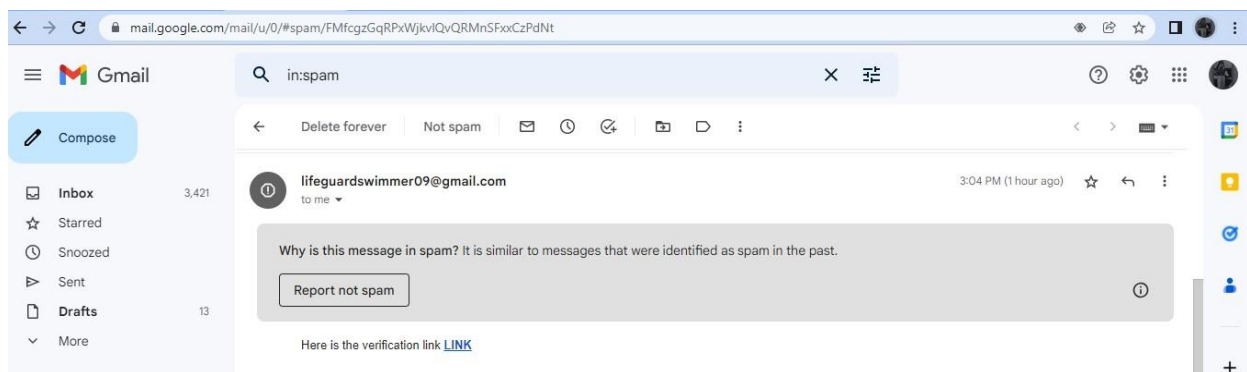 mail.google.com/mail/u/0/#spam/FMfcgzGqRPxWjkvlQvQRMnSFxxCzPdNt
Gmail
in:spam
Compose
Delete forever Not spam
31
lifeguardswimmer09@gmail.com 3:04 PM (1 hour ago)
to me
Inbox 3,421
Starred
Why is this message in spam? It is similar to messages that were identified as spam in the past.
Snoozed
Sent
Report not spam
Drafts 13
More
Here is the verification link LINK